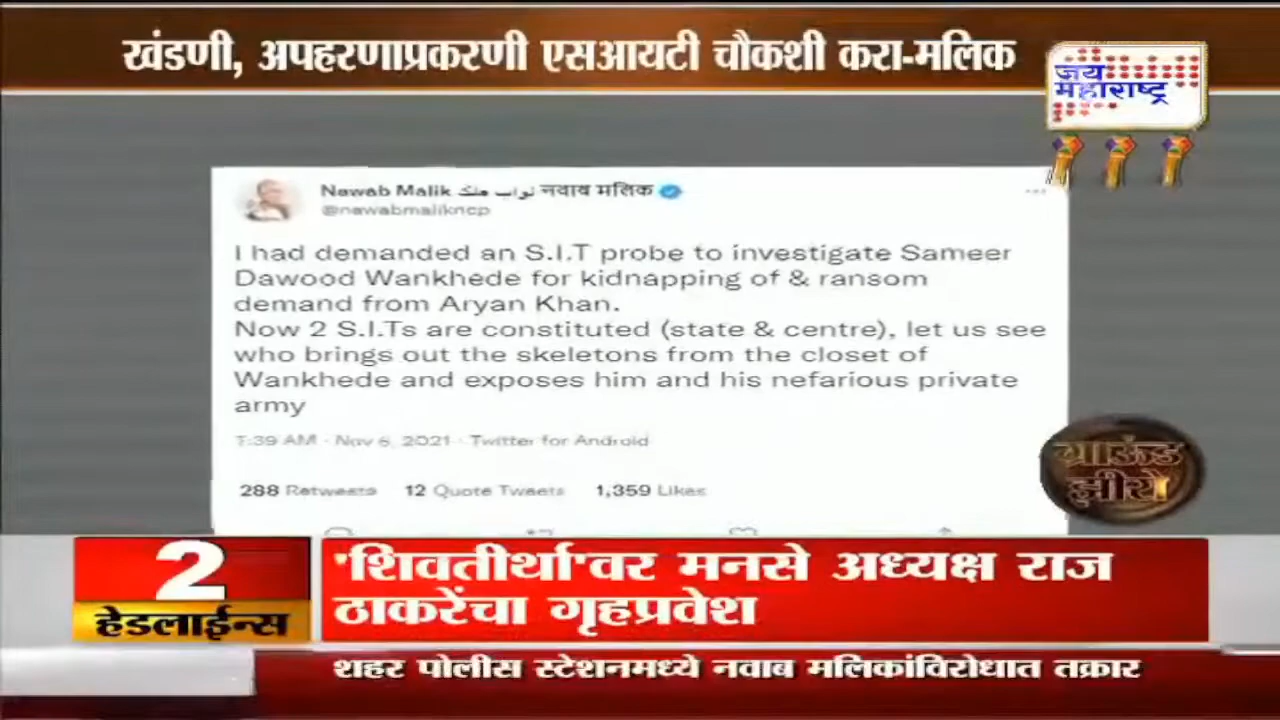 खंडणी, अपहरणाप्रकरणी एसआयटी चौकशी करा-मलिक
जय
महाराष्ट्र
Nawab Malik نواب ملک नवाब मलिक
@nawabmalikncp
I had demanded an S.I.T probe to investigate Sameer
Dawood Wankhede for kidnapping of & ransom
demand from Aryan Khan.
Now 2 S.I.Ts are constituted (state & centre), let us see
who brings out the skeletons from the closet of
Wankhede and exposes him and his nefarious private
army
7:39 AM · Nov 6, 2021 · Twitter for Android
288 Retweets 12 Quote Tweets 1,359 Likes
ग्राऊंड
झीरो
2
हेडलाईन्स
'शिवतीर्था'वर मनसे अध्यक्ष राज
ठाकरेंचा गृहप्रवेश
शहर पोलीस स्टेशनमध्ये नवाब मलिकांविरोधात तक्रार